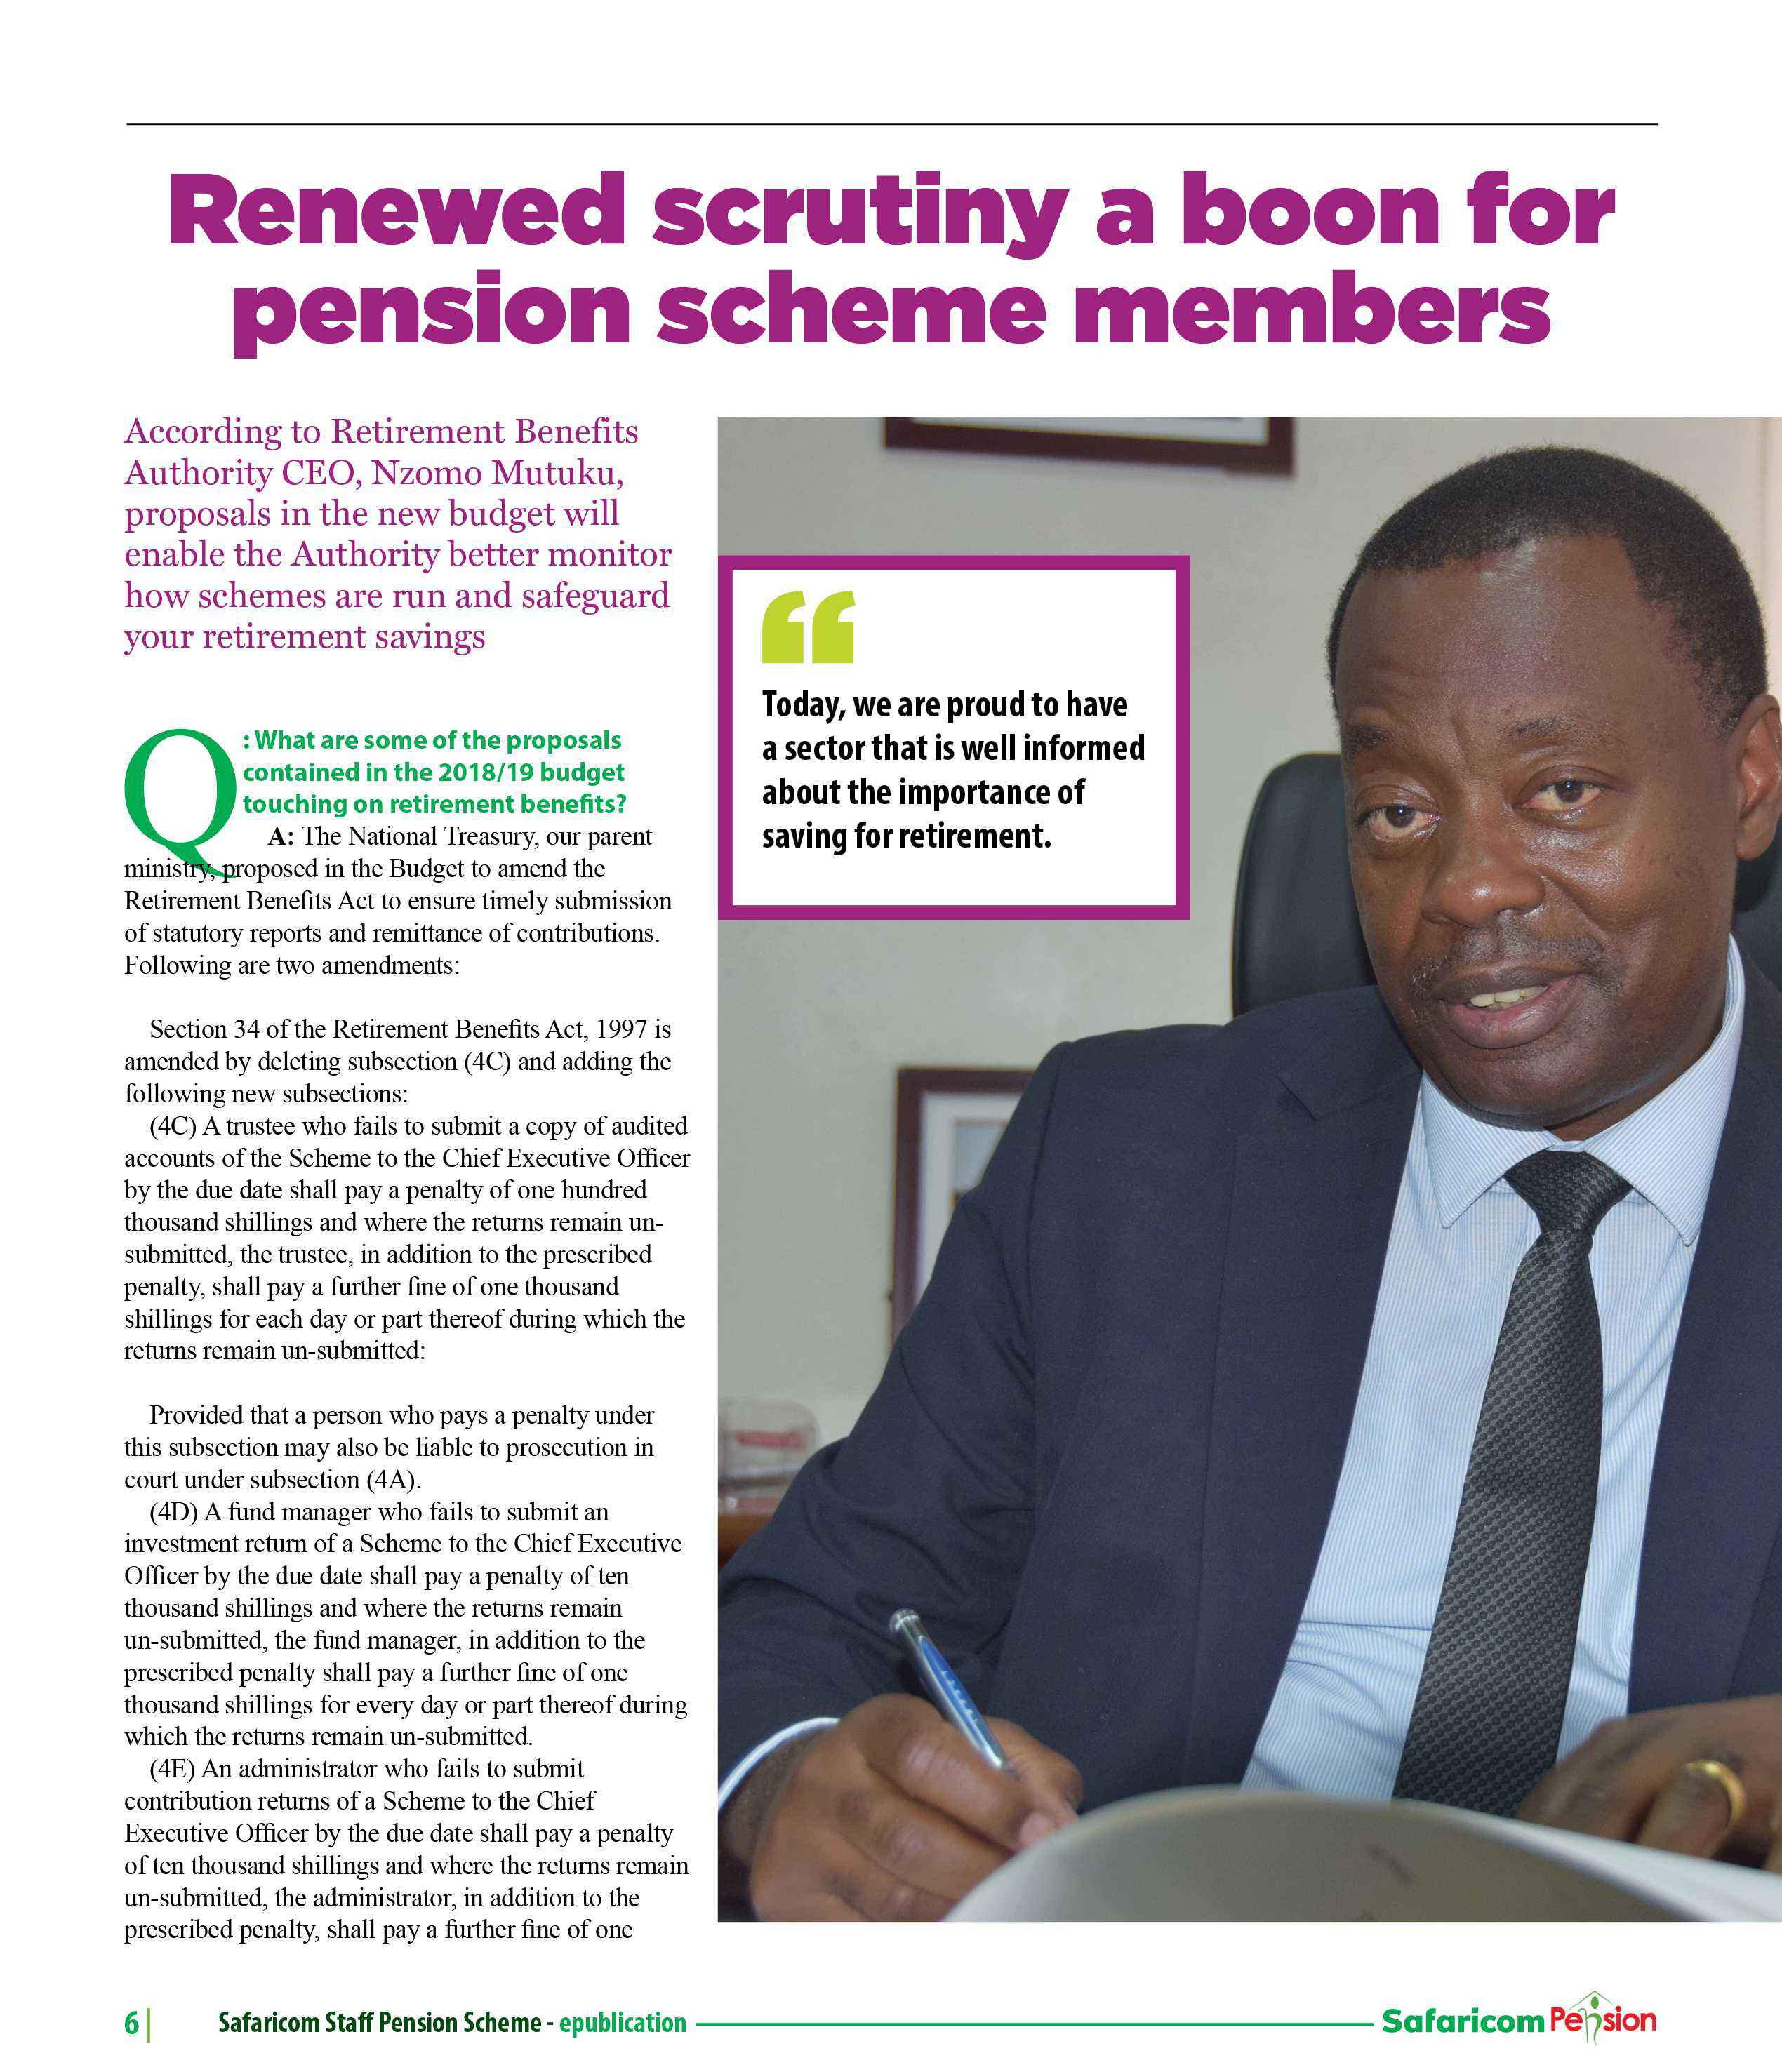 Renewed scrutiny a boon for
pension scheme members
According to Retirement Benefits
Authority CEO, Nzomo Mutuku,
proposals in the new budget will
enable the Authority better monitor
how schemes are run and safeguard
your retirement savings
Q: What are some of the proposals
contained in the 2018/19 budget
touching on retirement benefits?
A: The National Treasury, our parent
ministry, proposed in the Budget to amend the
Retirement Benefits Act to ensure timely submission
of statutory reports and remittance of contributions.
Following are two amendments:
Section 34 of the Retirement Benefits Act, 1997 is
amended by deleting subsection (4C) and adding the
following new subsections:
(4C) A trustee who fails to submit a copy of audited
accounts of the Scheme to the Chief Executive Officer
by the due date shall pay a penalty of one hundred
thousand shillings and where the returns remain un-
submitted, the trustee, in addition to the prescribed
penalty, shall pay a further fine of one thousand
shillings for each day or part thereof during which the
returns remain un-submitted:
Provided that a person who pays a penalty under
this subsection may also be liable to prosecution in
court under subsection (4A).
(4D) A fund manager who fails to submit an
investment return of a Scheme to the Chief Executive
Officer by the due date shall pay a penalty of ten
thousand shillings and where the returns remain
un-submitted, the fund manager, in addition to the
prescribed penalty shall pay a further fine of one
thousand shillings for every day or part thereof during
which the returns remain un-submitted.
(4E) An administrator who fails to submit
contribution returns of a Scheme to the Chief
Executive Officer by the due date shall pay a penalty
of ten thousand shillings and where the returns remain
un-submitted, the administrator, in addition to the
prescribed penalty, shall pay a further fine of one
“
Today, we are proud to have
a sector that is well informed
about the importance of
saving for retirement.
6 |
Safaricom Staff Pension Scheme - epublication
Safaricom Pension